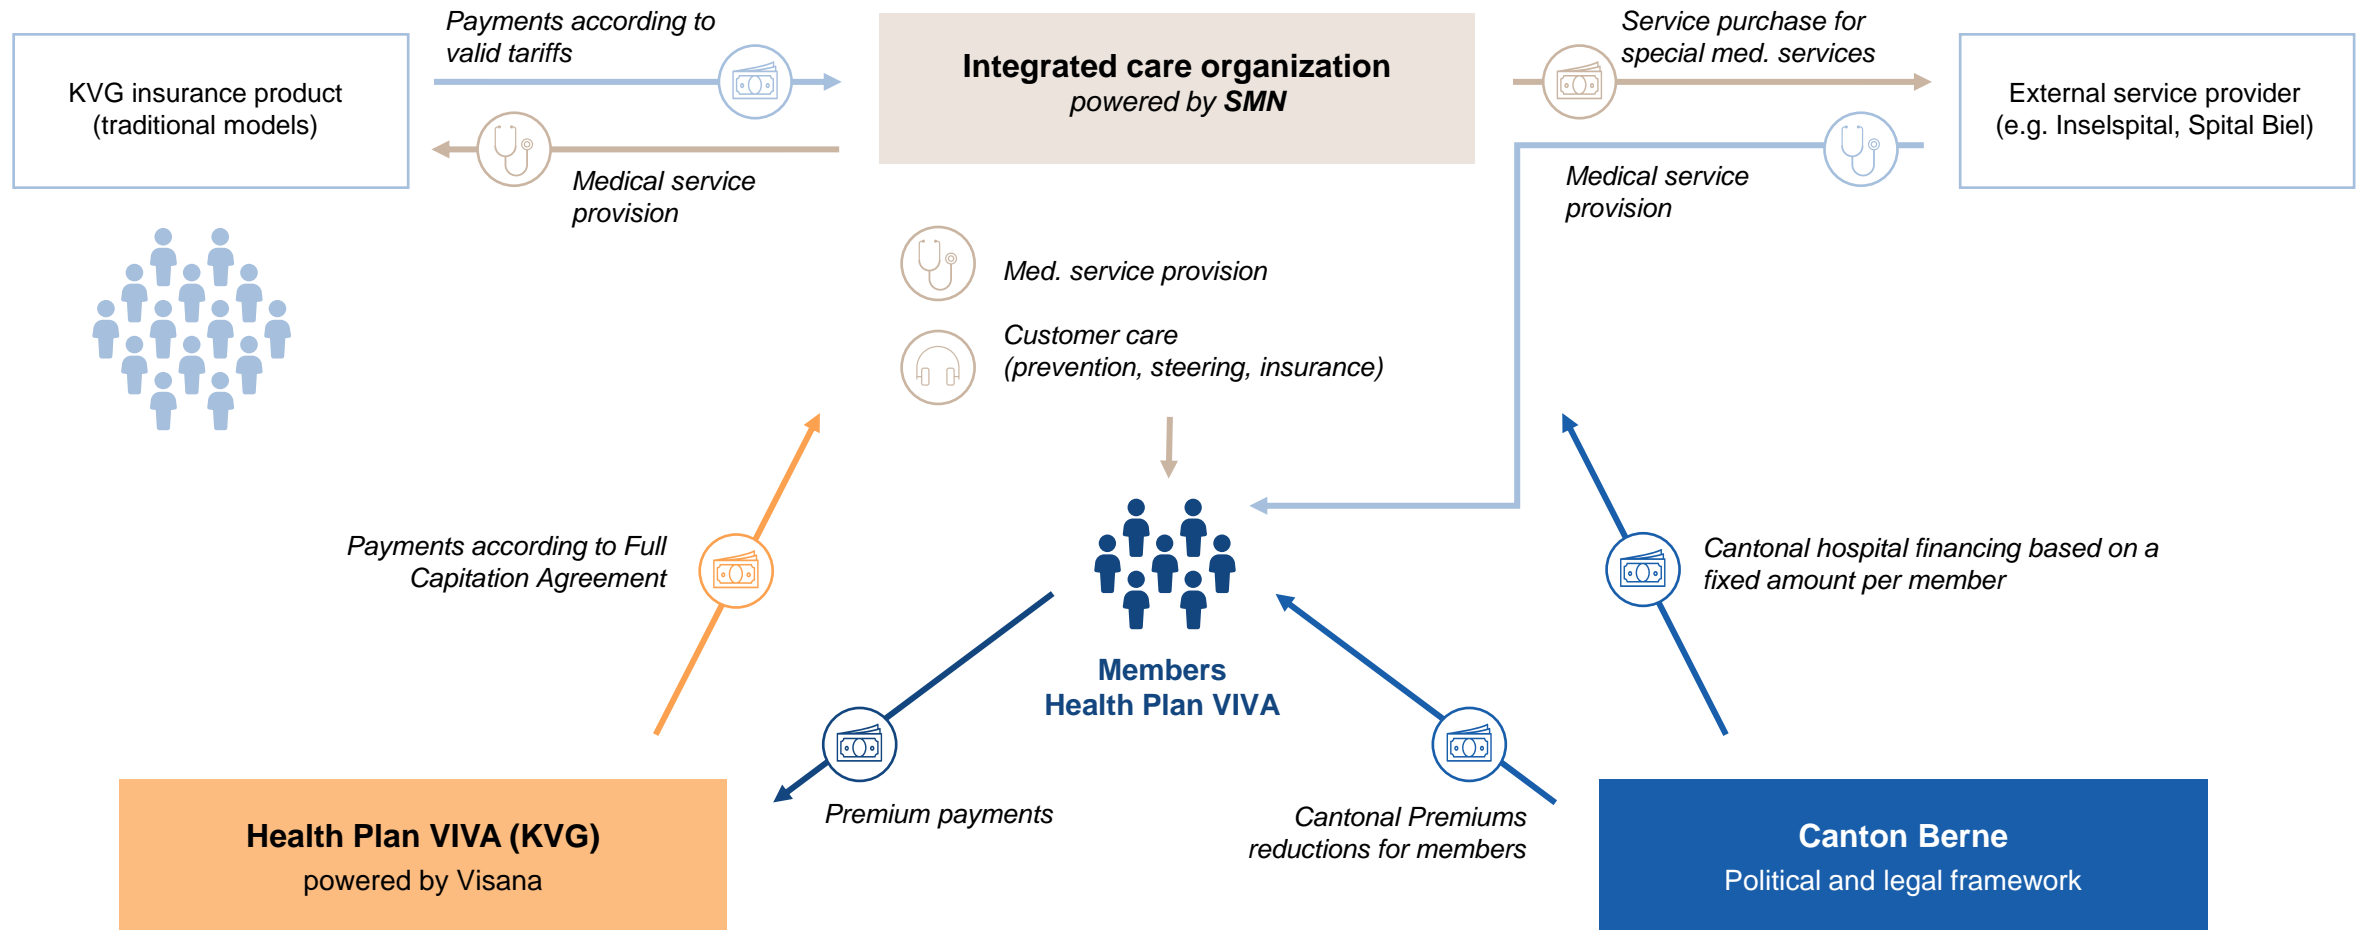 Payments according to
valid tariffs
KVG insurance product
(traditional models)
Medical service
provision
Integrated care organization
powered by SMN
Service purchase for
special med. services
External service provider
(e.g. Inselspital, Spital Biel)
Medical service
provision
Med. service provision
Customer care
(prevention, steering, insurance)
Payments according to Full
Capitation Agreement
Cantonal hospital financing based on a
fixed amount per member
Members
Health Plan VIVA
Premium payments
Cantonal Premiums
reductions for members
Health Plan VIVA (KVG)
powered by Visana
Canton Berne
Political and legal framework